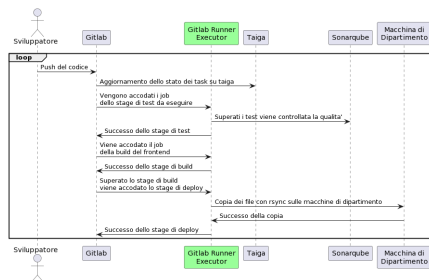 Sviluppatore
Gitlab
Gitlab Runner
Executor
Taiga
Sonarqube
Macchina di
Dipartimento
loop
Push del codice
Aggiornamento dello stato dei task su taiga
Vengono accodati i job
dello stage di test da eseguire
Superati i test viene controllata la qualita'
Successo dello stage di test
Viene accodato il job
della build del frontend
Successo dello stage di build
Superato lo stage di build
viene accodato lo stage di deploy
Copia dei file con rsync sulle macchine di dipartimento
Successo della copia
Successo dello stage di deploy
Sviluppatore
Gitlab
Gitlab Runner
Executor
Taiga
Sonarqube
Macchina di
Dipartimento